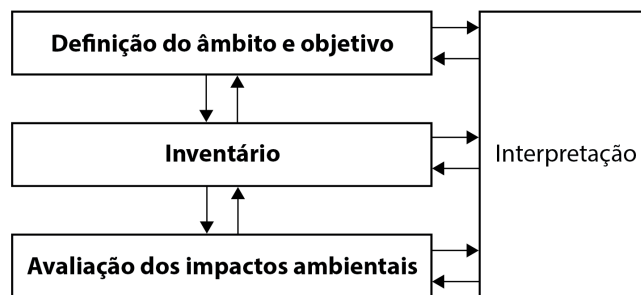 Definição do âmbito e objetivo
Inventário
Interpretação
Avaliação dos impactos ambientais